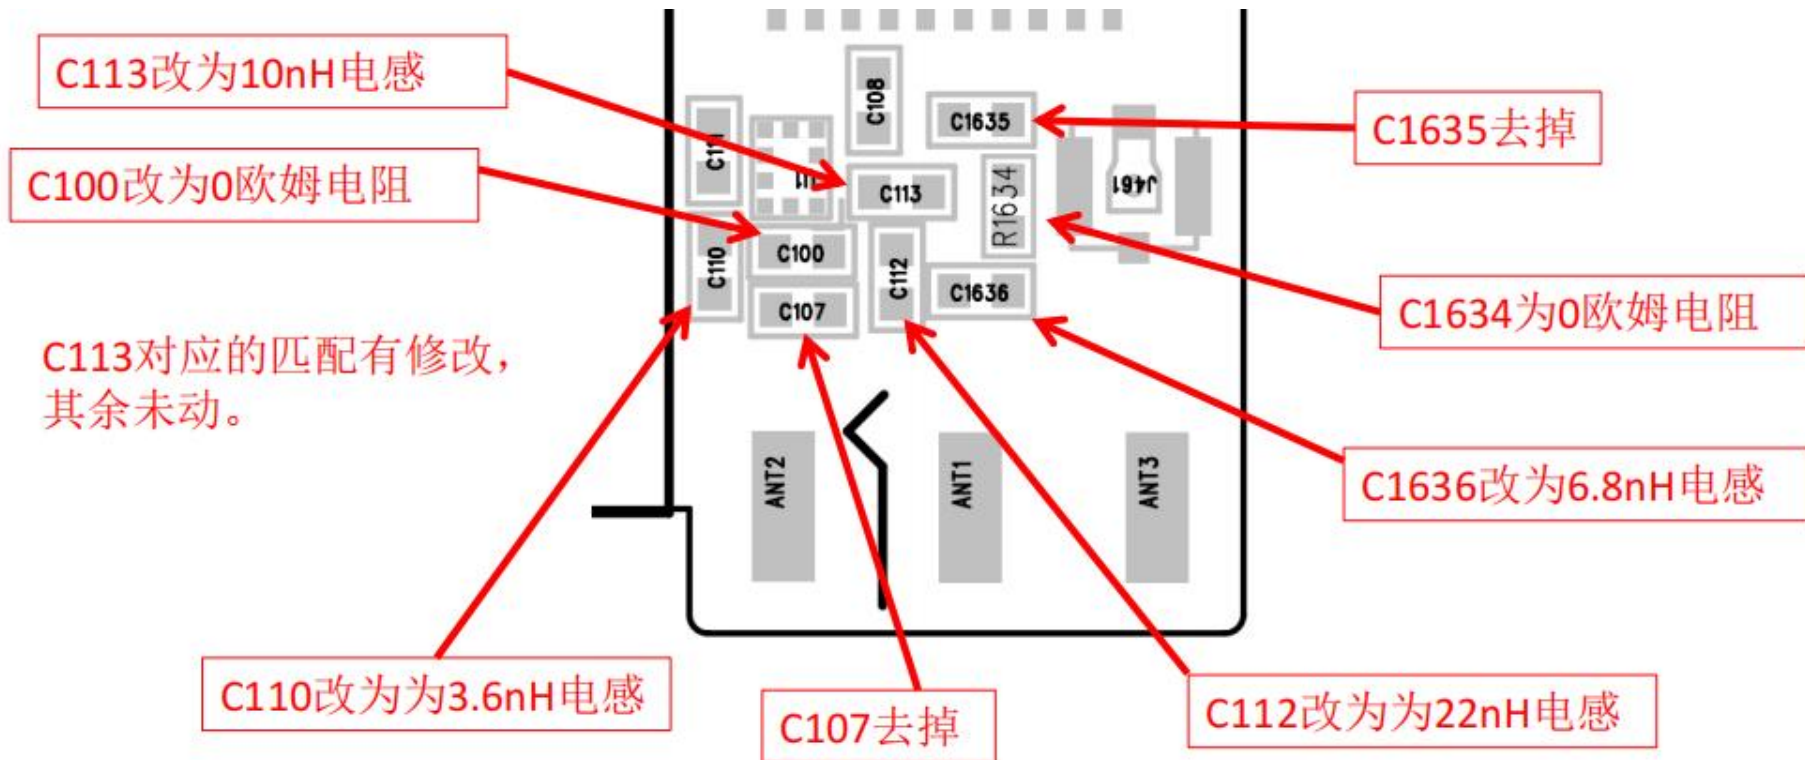 C113改为10nH电感
C108
C1635
C1635去掉
C111
C100改为0欧姆电阻
C113
R1634
J461
C110
C100
C112
C1636
C107
C1634为0欧姆电阻
C113对应的匹配有修改，
其余未动。
ANT2
ANT1
ANT3
C1636改为6.8nH电感
C110改为为3.6nH电感
C107去掉
C112改为为22nH电感